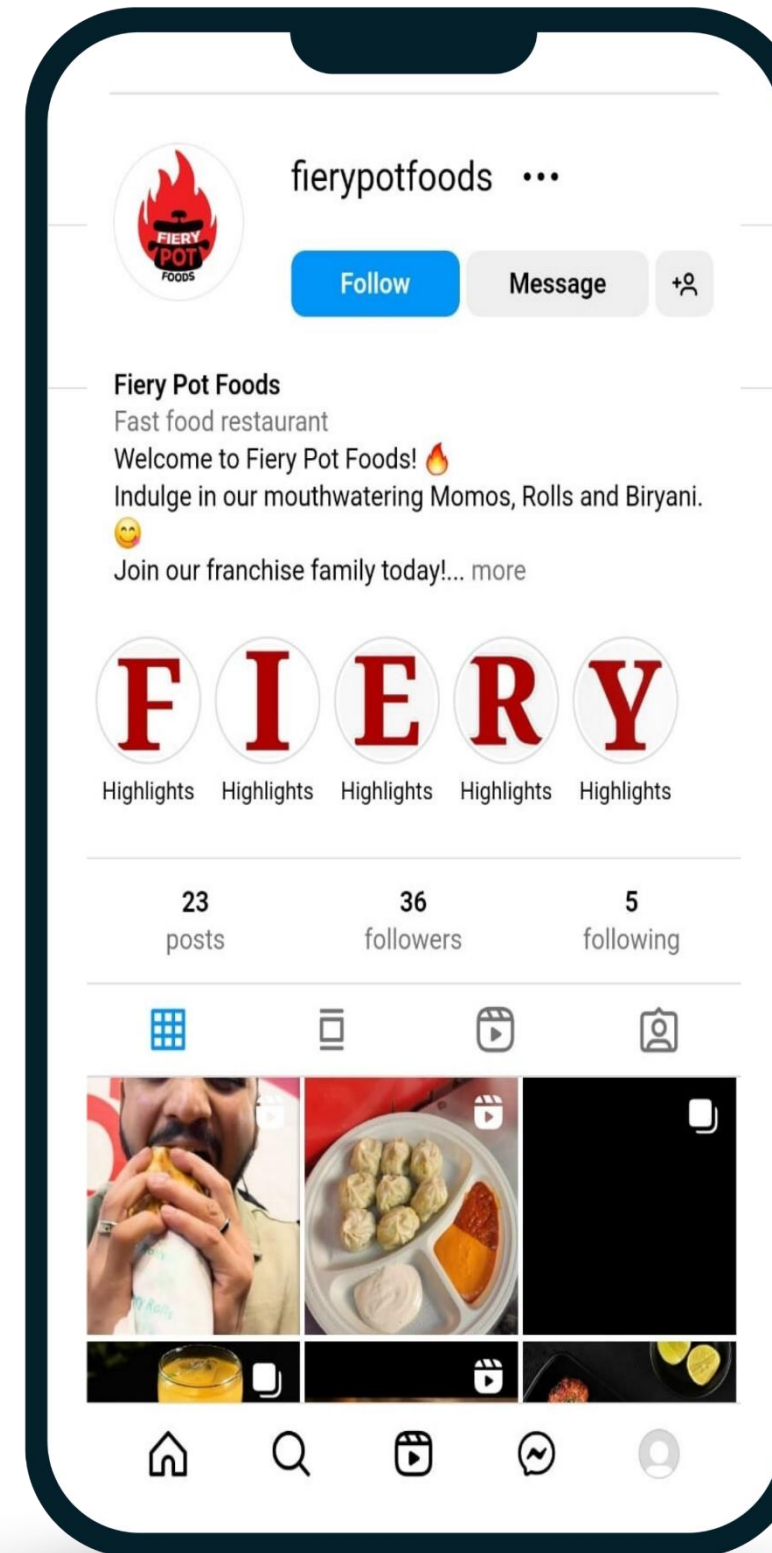 fierypotfoods •••
FIERY
POT
FOODS
Follow
Message
Fiery Pot Foods
Fast food restaurant
Welcome to Fiery Pot Foods! 🔥
Indulge in our mouthwatering Momos, Rolls and Biryani.
😋
Join our franchise family today!... more
F I E R Y
Highlights Highlights Highlights Highlights Highlights
23 36 5
posts followers following
Rolls